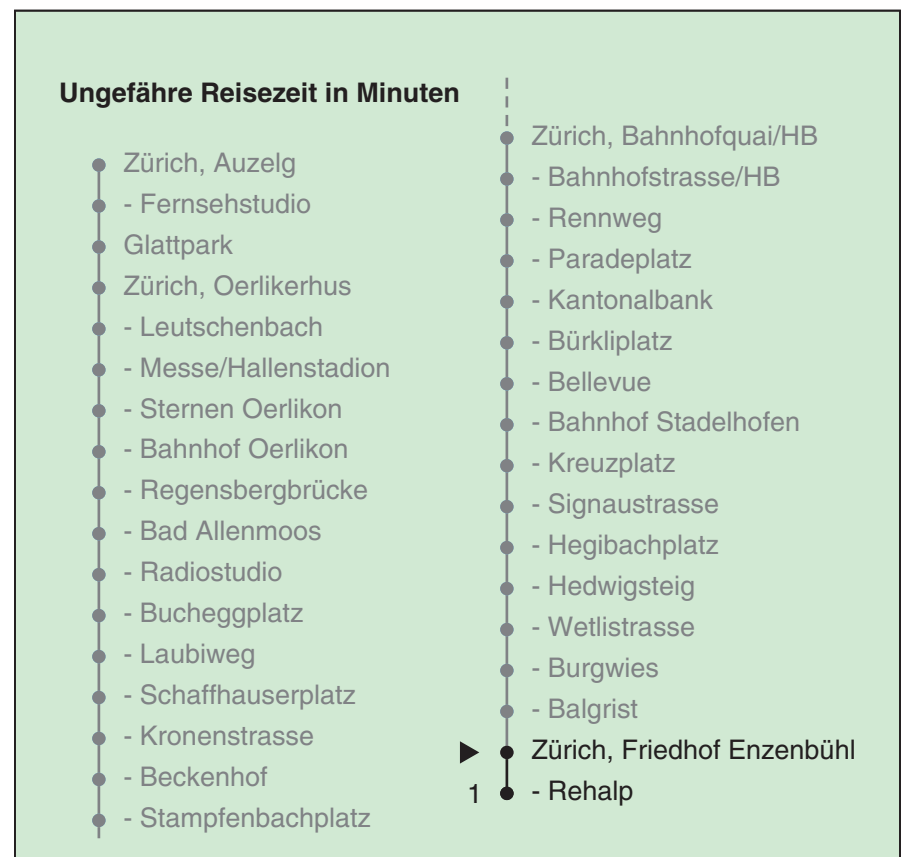 Ungefähre Reisezeit in Minuten
Zürich, Auzelg
- Fernsehstudio
Glattpark
Zürich, Oerlikerhus
- Leutschenbach
- Messe/Hallenstadion
- Sternen Oerlikon
- Bahnhof Oerlikon
- Regensbergbrücke
- Bad Allenmoos
- Radiostudio
- Bucheggplatz
- Laubiweg
- Schaffhauserplatz
- Kronenstrasse
- Beckenhof
- Stampfenbachplatz
Zürich, Bahnhofquai/HB
- Bahnhofstrasse/HB
- Rennweg
- Paradeplatz
- Kantonalbank
- Bürkliplatz
- Bellevue
- Bahnhof Stadelhofen
- Kreuzplatz
- Signaustrasse
- Hegibachplatz
- Hedwigsteig
- Wetlistrasse
- Burgwies
- Balgrist
Zürich, Friedhof Enzenbühl
1 - Rehalp